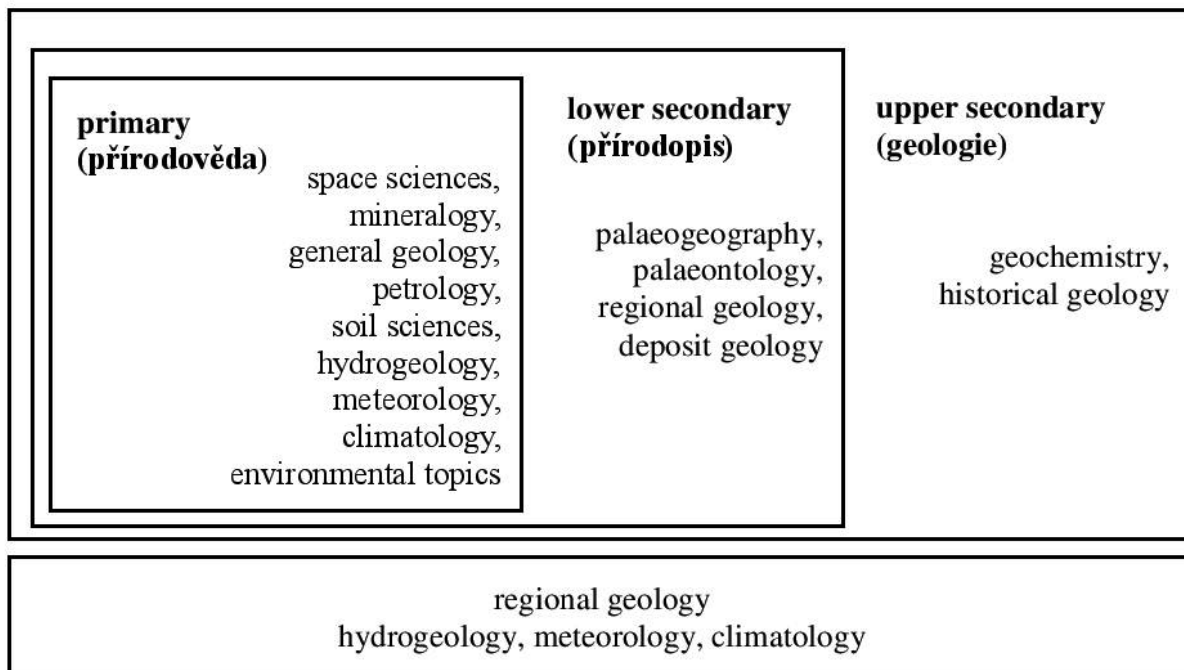 primary
(přírodověda)
space sciences,
mineralogy,
general geology,
petrology,
soil sciences,
hydrogeology,
meteorology,
climatology,
environmental topics
lower secondary
(přírodopis)
palaeogeography,
palaeontology,
regional geology,
deposit geology
upper secondary
(geologie)
geochemistry,
historical geology
regional geology
hydrogeology, meteorology, climatology